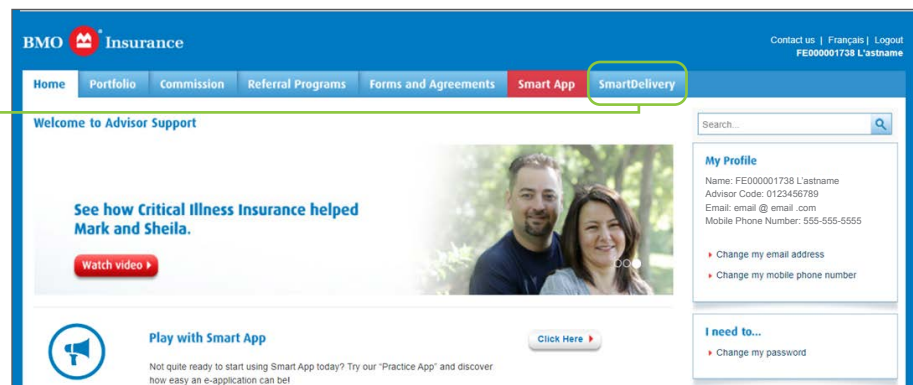 BMO Insurance
Contact us | Français | Logout
FE000001738 L'astname
Home Portfolio Commission Referral Programs Forms and Agreements Smart App SmartDelivery
Welcome to Advisor Support
Search...
See how Critical Illness Insurance helped
Mark and Sheila.
Watch video
My Profile
Name: FE000001738 L'astname
Advisor Code: 0123456789
Email: email @ email .com
Mobile Phone Number: 555-555-5555
Change my email address
Change my mobile phone number
Play with Smart App
Click Here
Not quite ready to start using Smart App today? Try our “Practice App” and discover
how easy an e-application can be!
I need to...
Change my password